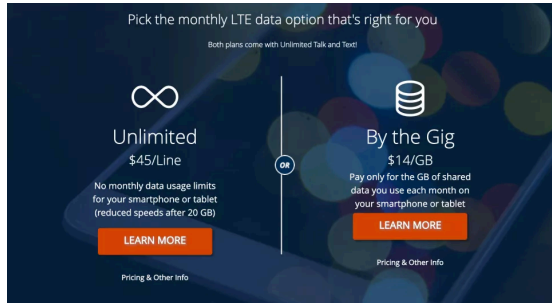 Pick the monthly LTE data option that's right for you
Both plans come with Unlimited Talk and Text!
Unlimited
$45/Line
No monthly data usage limits
for your smartphone or tablet
(reduced speeds after 20 GB)
LEARN MORE
Pricing & Other Info
OR
By the Gig
$14/GB
Pay only for the GB of shared
data you use each month on
your smartphone or tablet
LEARN MORE
Pricing & Other Info